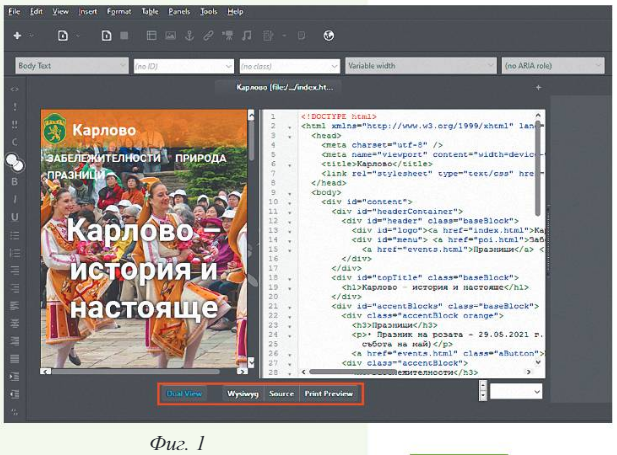 File Edit View Insert Format Table Panels Tools Help
Body Text (no ID) (no class) Variable width (no ARIA role)
Карлово [file:/.../index.ht...
Карлово
ЗАБЕЛЕЖИТЕЛНОСТИ ПРИРОДА
ПРАЗНИЦИ
Карлово –
история и
настояще
1 <!DOCTYPE html>
2 <html xmlns="http://www.w3.org/1999/xhtml" lan
3 <head>
4 <meta charset="utf-8" />
5 <meta name="viewport" content="width=devic
6 <title>Карлово</title>
7 <link rel="stylesheet" type="text/css" hre
8 </head>
9 <body>
10 <div id="content">
11 <div id="headerContainer">
12 <div id="header" class="baseBlock">
13 <div id="logo"><a href="index.html">Ка
14 <div id="menu"> <a href="poi.html">Заб
15 <a href="events.html">Празници</a> <
16 </div>
17 </div>
18 <div id="topTitle" class="baseBlock">
19 <h1>Карлово – история и настояще</h1>
20 </div>
21 <div id="accentBlocks" class="baseBlock">
22 <div class="accentBlock orange">
23 <h3>Празници</h3>
24 <p>• Празник на розата – 29.05.2021 г.
25 събота на май)</p>
26 <a href="events.html" class="aButton">
27 <div class="accentBlock">
28
Dual View Wysiwyg Source Print Preview
Фиг. 1